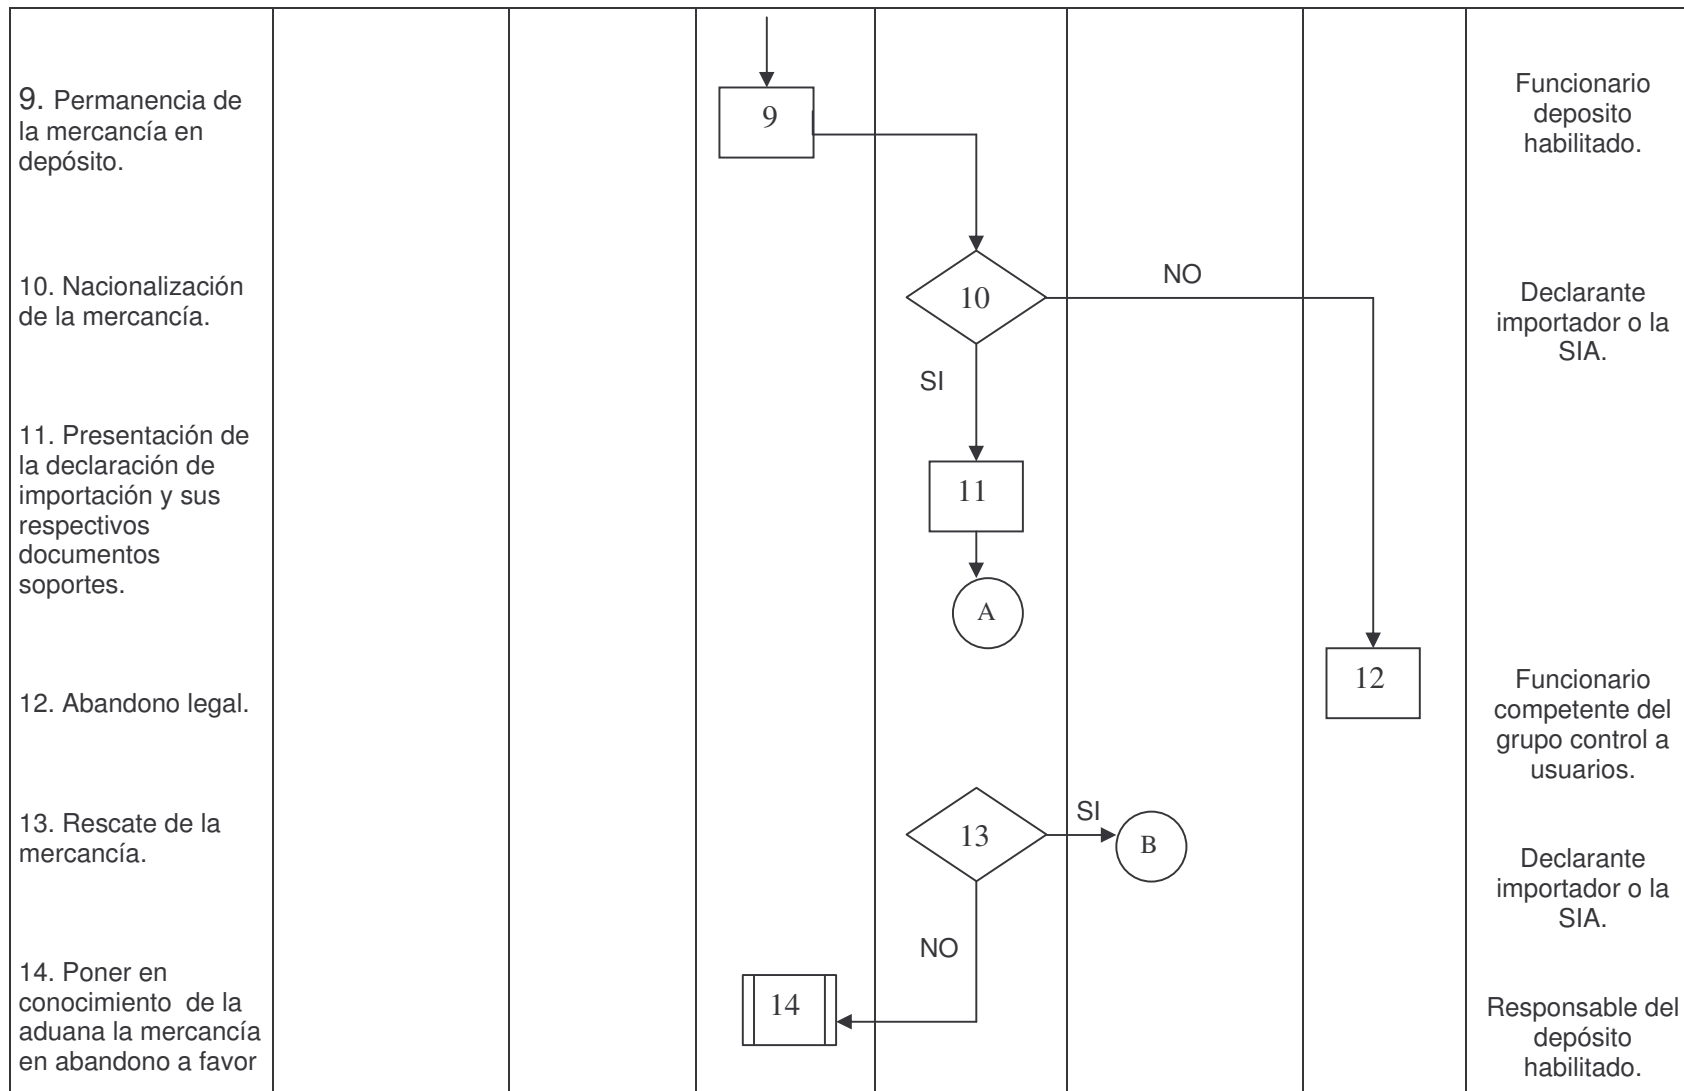 9. Permanencia de
la mercancía en
depósito.
9
Funcionario
deposito
habilitado.
10. Nacionalización
de la mercancía.
10
NO
SI
Declarante
importador o la
SIA.
11. Presentación de
la declaración de
importación y sus
respectivos
documentos
soportes.
11
A
12. Abandono legal.
12
Funcionario
competente del
grupo control a
usuarios.
13. Rescate de la
mercancía.
13
SI
B
NO
Declarante
importador o la
SIA.
14. Poner en
conocimiento  de la
aduana la mercancía
en abandono a favor
14
Responsable del
depósito
habilitado.